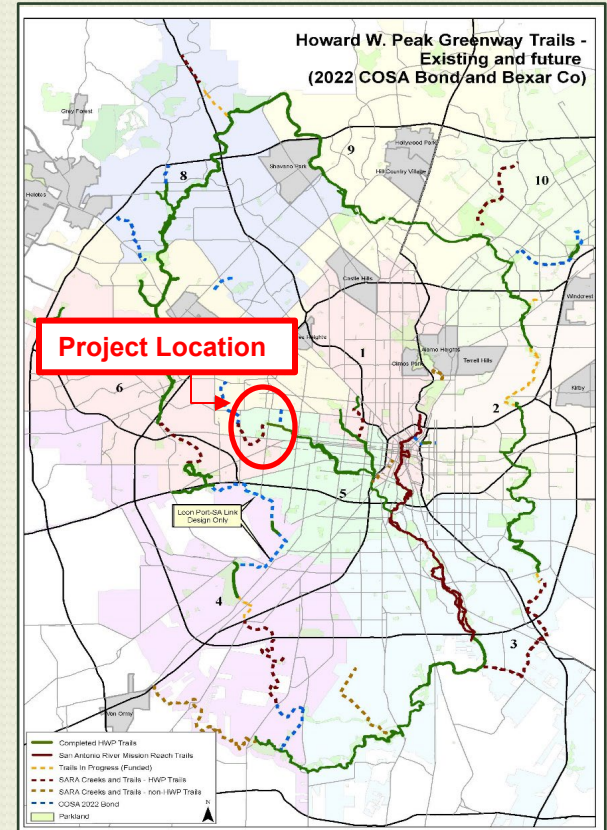 Howard W. Peak Greenway Trails -
Existing and future
(2022 COSA Bond and Bexar Co)
Grey Forest
Hollywood Park
9
Shavano Park
Hill Country Village
8
10
Helotes
Castle Hills
Windcrest
Project Location
Heights
1
Alamo Heights
Olmos Park
Terrell Hills
Kirby
6
2
5
Leon Port-SA Link
Design Only
4
3
Von Ormy
Completed HWP Trails
San Antonio River Mission Reach Trails
Trails In Progress (Funded)
SARA Creeks and Trails - HWP Trails
SARA Creeks and Trails - non-HWP Trails
COSA 2022 Bond
Parkland
N